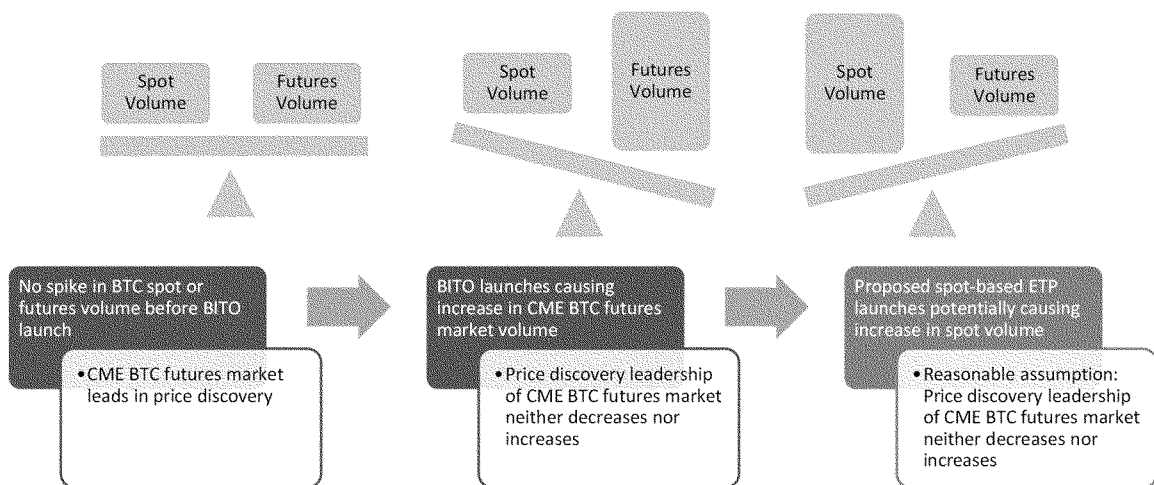 Spot
Volume
Futures
Volume
Spot
Volume
Futures
Volume
Spot
Volume
Futures
Volume
No spike in BTC spot or
futures volume before BITO
launch
•CME BTC futures market
leads in price discovery
BITO launches causing
increase in CME BTC futures
market volume
•Price discovery leadership
of CME BTC futures market
neither decreases nor
increases
Proposed spot-based ETP
launches potentially causing
increase in spot volume
•Reasonable assumption:
Price discovery leadership
of CME BTC futures market
neither decreases nor
increases